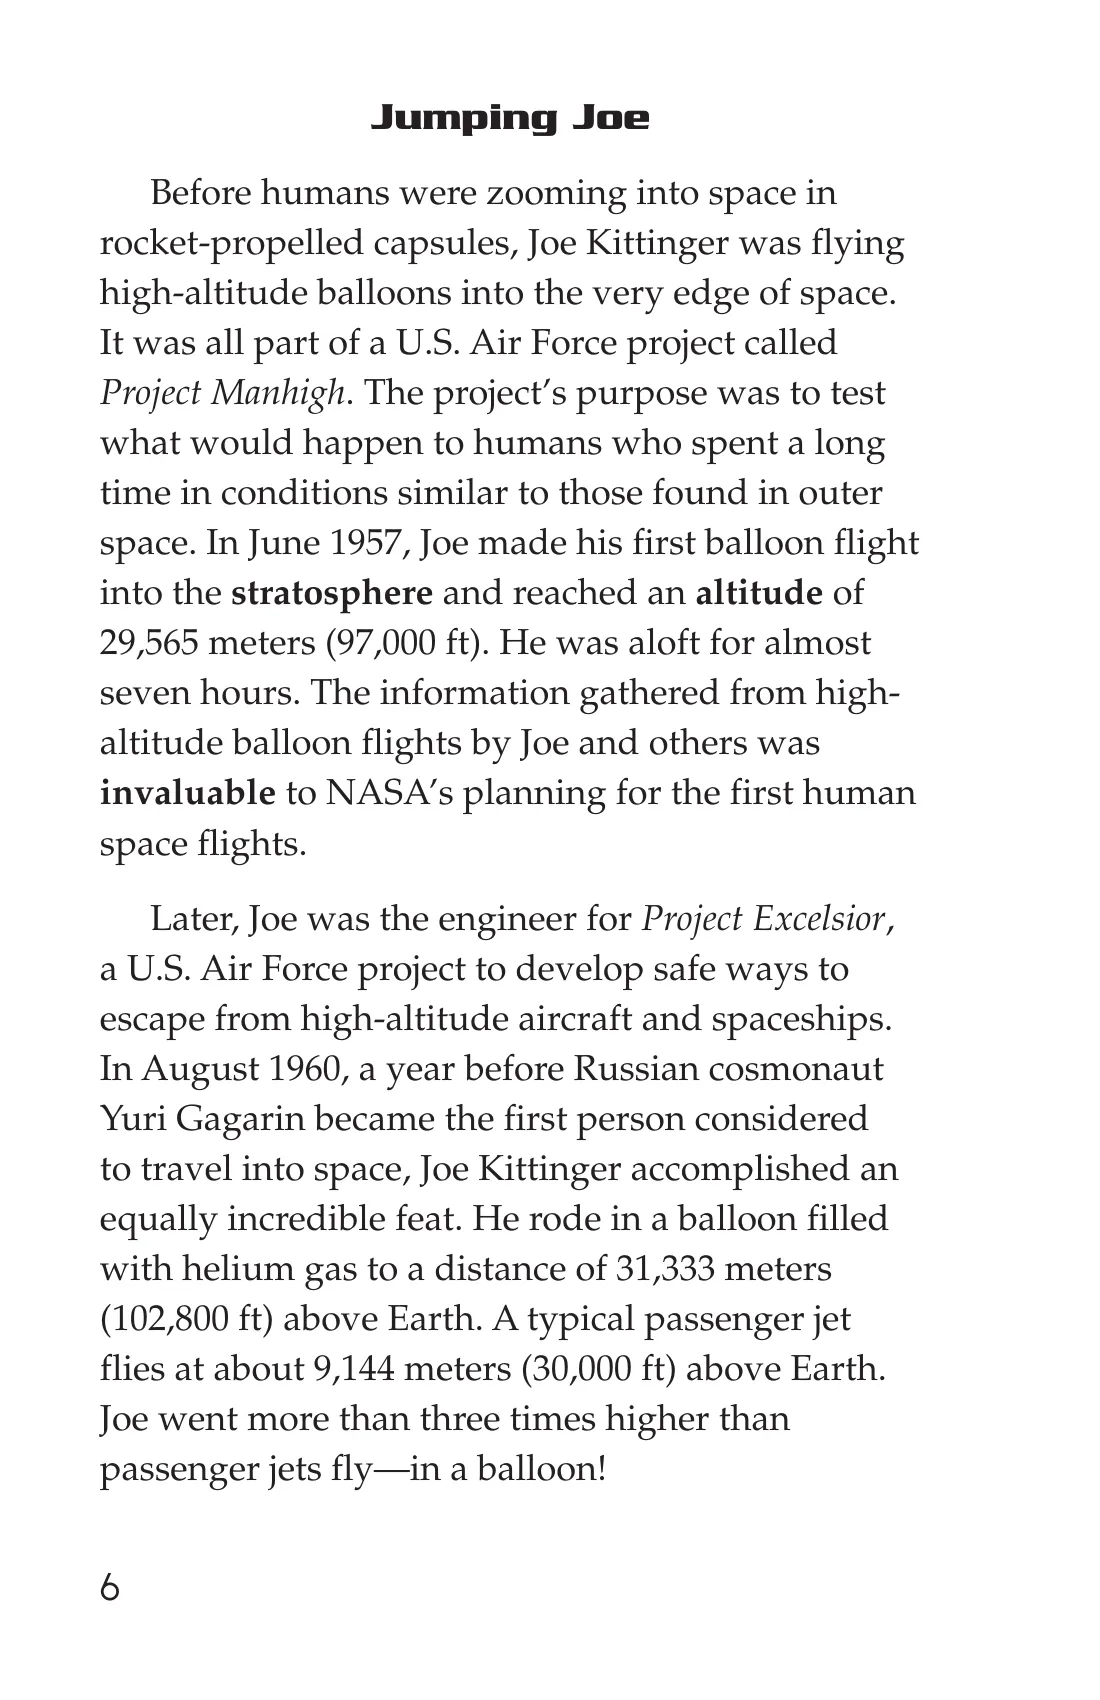 Jumping Joe
Before humans were zooming into space in
rocket-propelled capsules, Joe Kittinger was flying
high-altitude balloons into the very edge of space.
It was all part of a U.S. Air Force project called
Project Manhigh. The project’s purpose was to test
what would happen to humans who spent a long
time in conditions similar to those found in outer
space. In June 1957, Joe made his first balloon flight
into the stratosphere and reached an altitude of
29,565 meters (97,000 ft). He was aloft for almost
seven hours. The information gathered from high-
altitude balloon flights by Joe and others was
invaluable to NASA’s planning for the first human
space flights.
Later, Joe was the engineer for Project Excelsior,
a U.S. Air Force project to develop safe ways to
escape from high-altitude aircraft and spaceships.
In August 1960, a year before Russian cosmonaut
Yuri Gagarin became the first person considered
to travel into space, Joe Kittinger accomplished an
equally incredible feat. He rode in a balloon filled
with helium gas to a distance of 31,333 meters
(102,800 ft) above Earth. A typical passenger jet
flies at about 9,144 meters (30,000 ft) above Earth.
Joe went more than three times higher than
passenger jets fly—in a balloon!
6